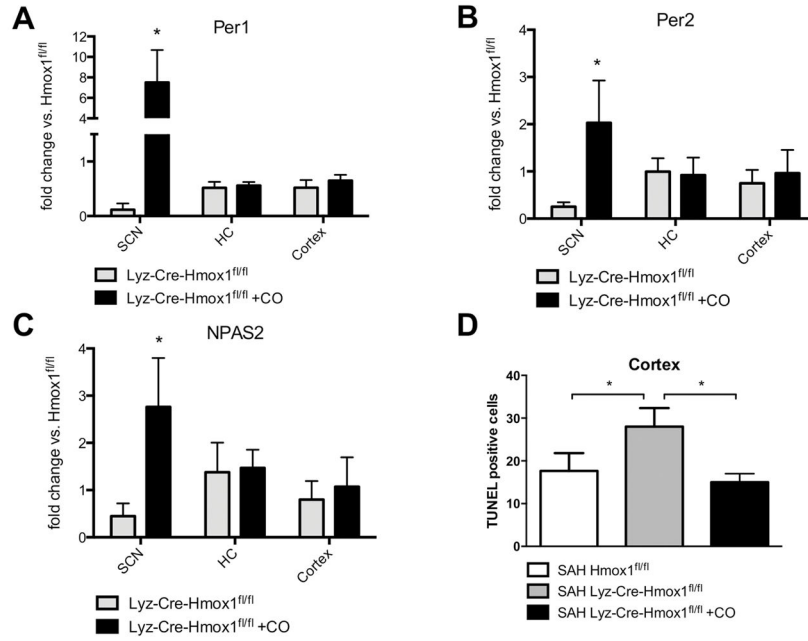 A
Per1
fold change vs. Hmox1fl/fl
12
10
8
6
4
1
0
*
SCN
HC
Cortex
Lyz-Cre-Hmox1fl/fl
Lyz-Cre-Hmox1fl/fl +CO
B
Per2
fold change vs. Hmox1fl/fl
4
3
2
1
0
*
SCN
HC
Cortex
Lyz-Cre-Hmox1fl/fl
Lyz-Cre-Hmox1fl/fl +CO
C
NPAS2
fold change vs. Hmox1fl/fl
4
3
2
1
0
*
SCN
HC
Cortex
Lyz-Cre-Hmox1fl/fl
Lyz-Cre-Hmox1fl/fl +CO
D
Cortex
TUNEL positive cells
40
30
20
10
0
*
*
SAH Hmox1fl/fl
SAH Lyz-Cre-Hmox1fl/fl
SAH Lyz-Cre-Hmox1fl/fl +CO